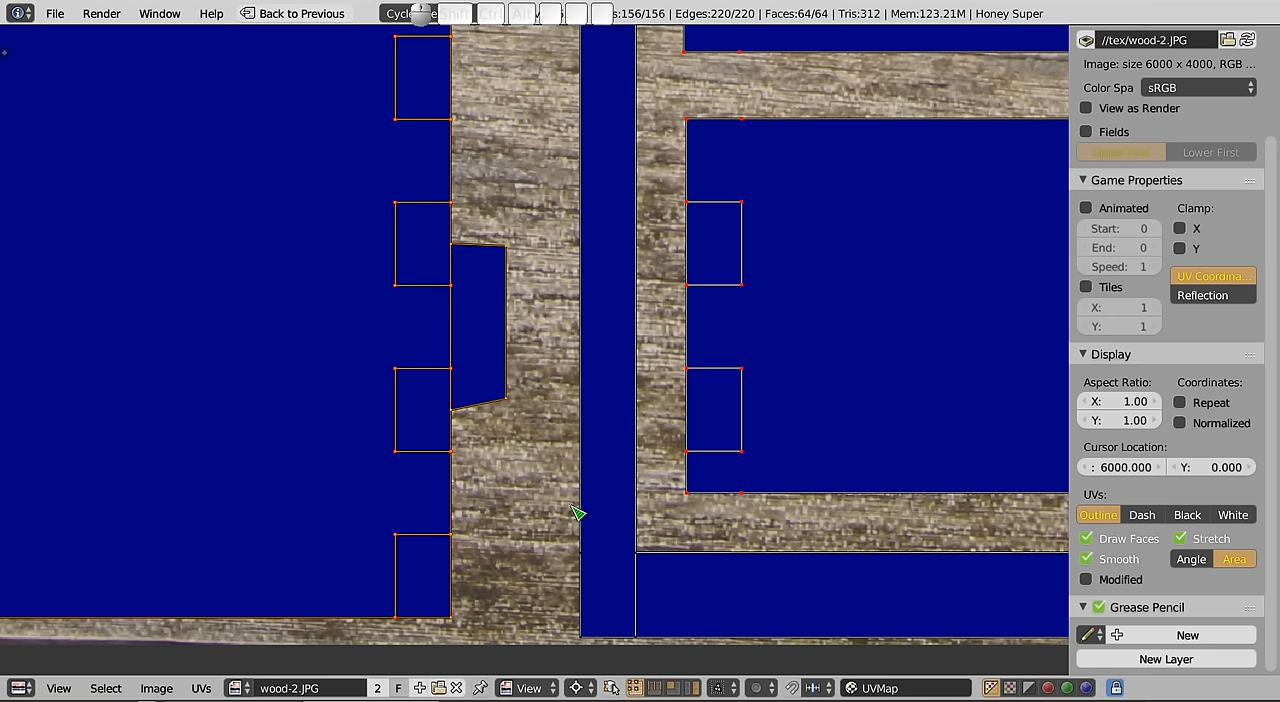 File Render Window Help Back to Previous Shift Ctrl Alt s:156/156 | Edges:220/220 | Faces:64/64 | Tris:312 | Mem:123.21M | Honey Super
//tex/wood-2.JPG
Image: size 6000 x 4000, RGB ...
Color Spa sRGB
View as Render
Fields
Upper First Lower First
Game Properties
Animated Clamp:
Start: 0 X
End: 0 Y
Speed: 1 UV Coordina...
Tiles Reflection
X: 1
Y: 1
Display
Aspect Ratio: Coordinates:
X: 1.00 Repeat
Y: 1.00 Normalized
Cursor Location:
: 6000.000 Y: 0.000
UVs:
Outline Dash Black White
Draw Faces Stretch
Smooth Angle Area
Modified
Grease Pencil
New
New Layer
View Select Image UVs wood-2.JPG 2 F View UVMap